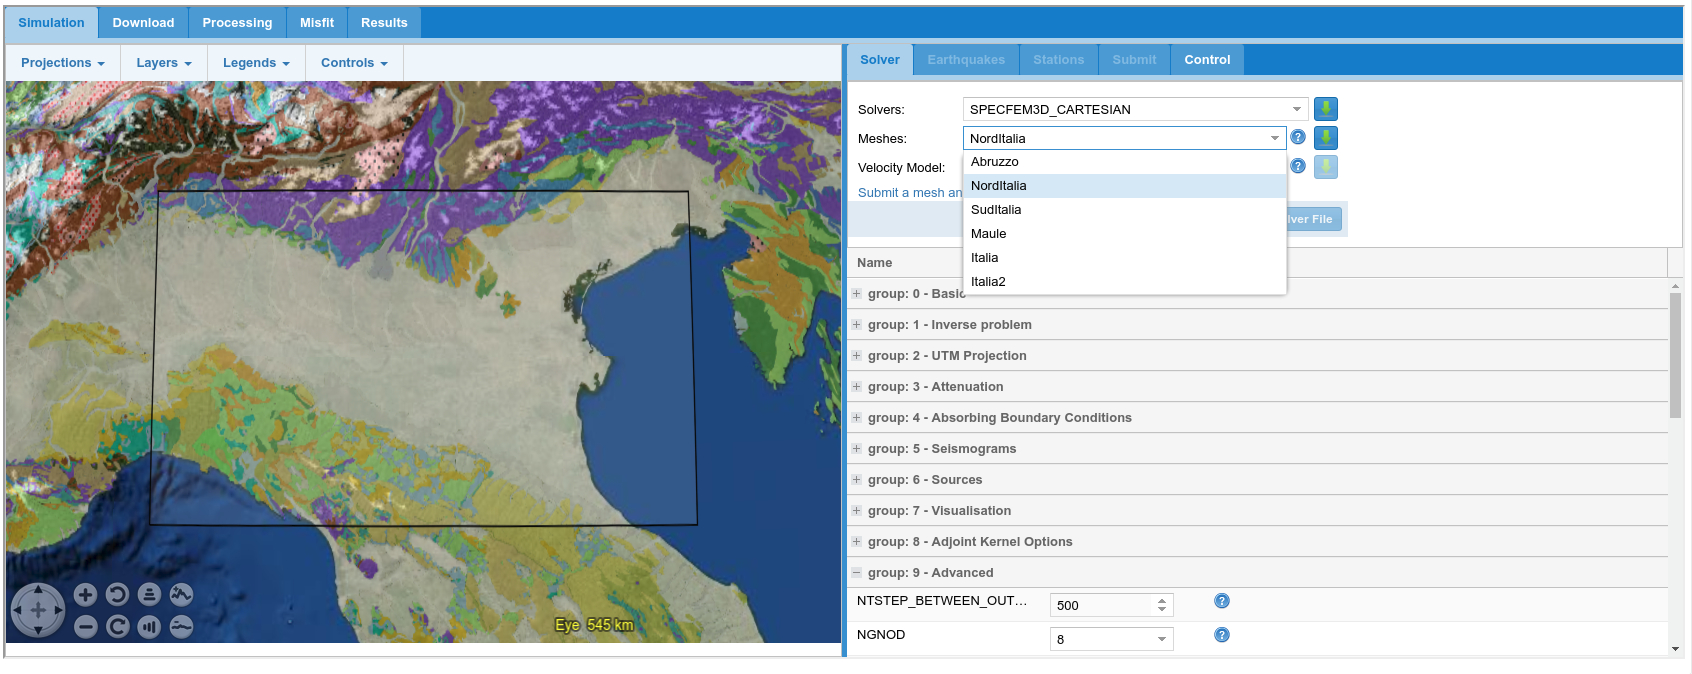 Simulation Download Processing Misfit Results
Projections Layers Legends Controls
Solver Earthquakes Stations Submit Control
Solvers: SPECFEM3D_CARTESIAN
Meshes: NordItalia
Abruzzo
Velocity Model:
NordItalia
Submit a mesh an
SudItalia
lver File
Maule
Italia
Name
Italia2
group: 0 - Basic
group: 1 - Inverse problem
group: 2 - UTM Projection
group: 3 - Attenuation
group: 4 - Absorbing Boundary Conditions
group: 5 - Seismograms
group: 6 - Sources
group: 7 - Visualisation
group: 8 - Adjoint Kernel Options
group: 9 - Advanced
NTSTEP_BETWEEN_OUT... 500
NGNOD 8
Eye 545 km